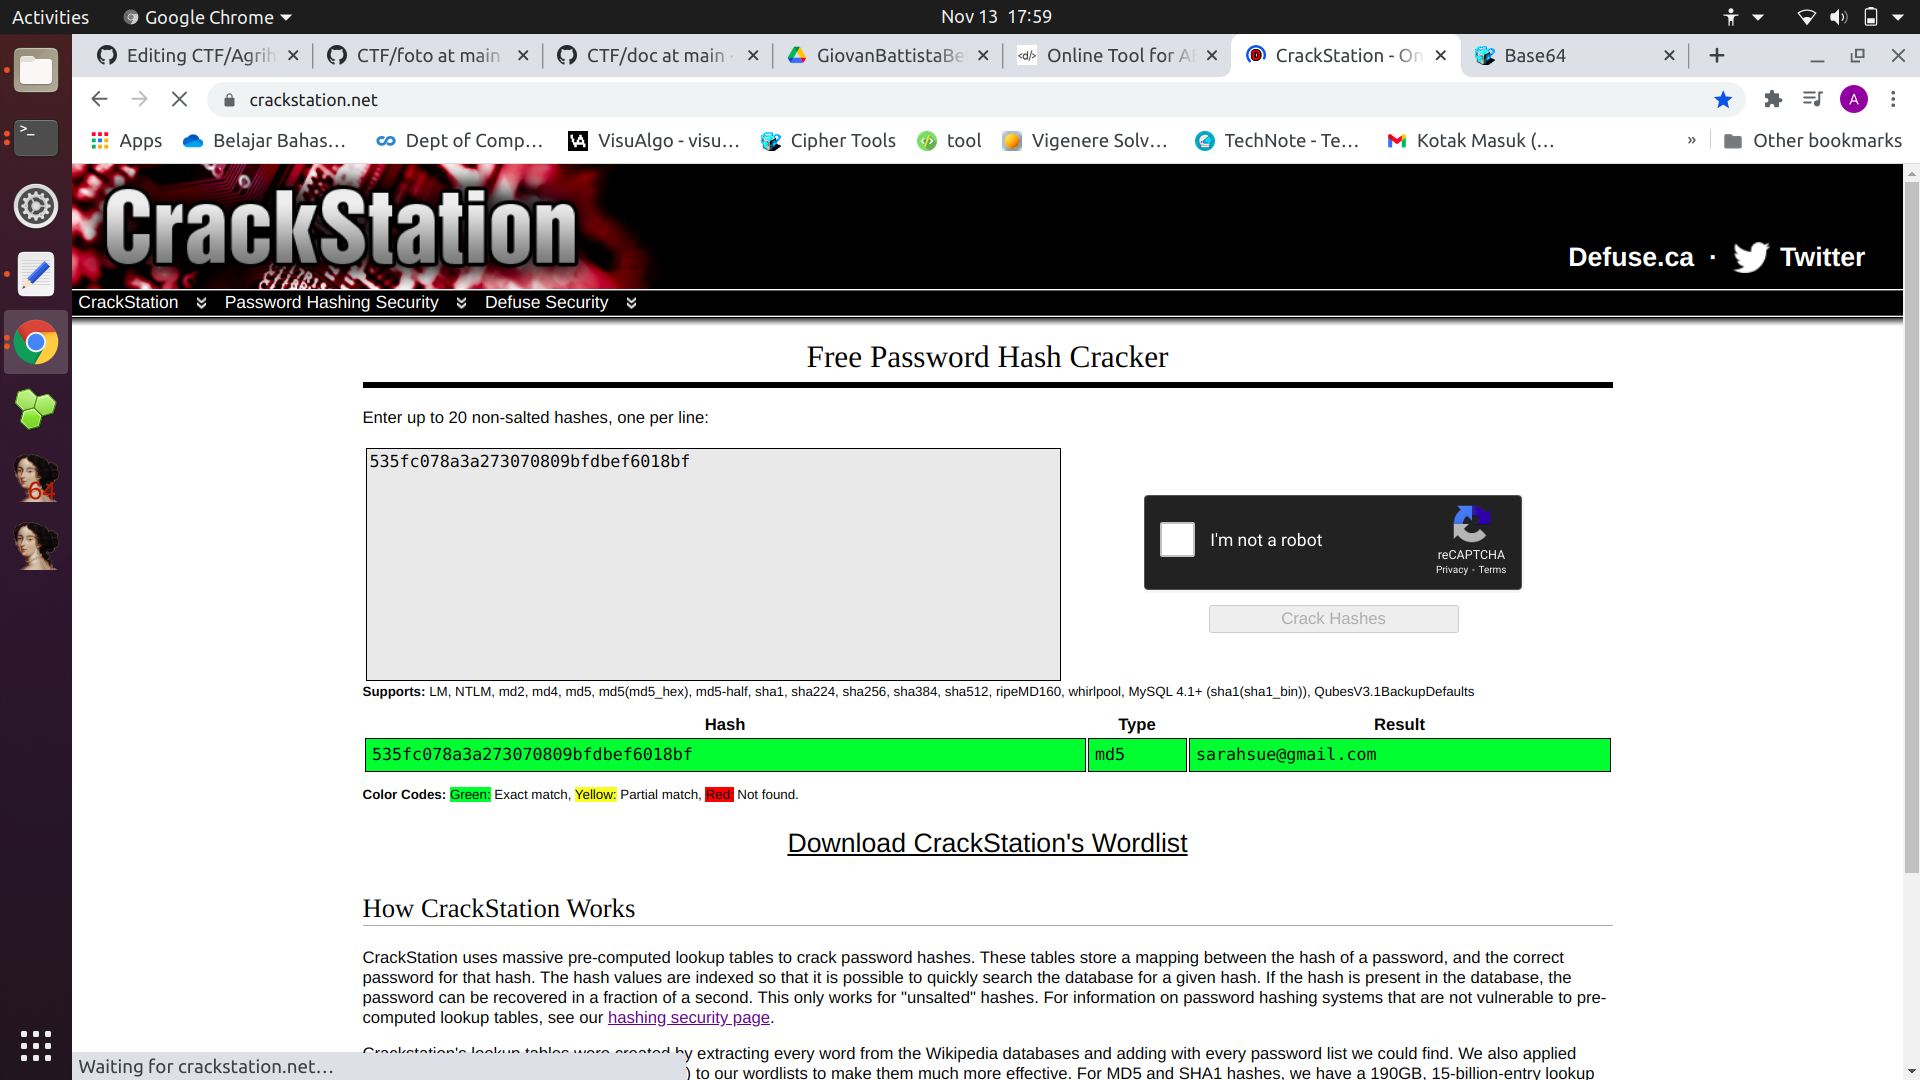 Activities
Google Chrome
Nov 13 17:59
Editing CTF/Agrih
CTF/foto at main
CTF/doc at main
GiovanBattistaBe
Online Tool for AE
CrackStation - On
Base64
crackstation.net
A
Apps
Belajar Bahas...
Dept of Comp...
VisuAlgo - visu...
Cipher Tools
tool
Vigenere Solv...
TechNote - Te...
Kotak Masuk (...
»
Other bookmarks
CrackStation
Defuse.ca · Twitter
CrackStation
Password Hashing Security
Defuse Security
Free Password Hash Cracker
Enter up to 20 non-salted hashes, one per line:
535fc078a3a273070809bfdbef6018bf
I'm not a robot
reCAPTCHA
Privacy - Terms
Crack Hashes
Supports: LM, NTLM, md2, md4, md5, md5(md5_hex), md5-half, sha1, sha224, sha256, sha384, sha512, ripeMD160, whirlpool, MySQL 4.1+ (sha1(sha1_bin)), QubesV3.1BackupDefaults
Hash Type Result
535fc078a3a273070809bfdbef6018bf md5 sarahsue@gmail.com
Color Codes: Green: Exact match, Yellow: Partial match, Red: Not found.
Download CrackStation's Wordlist
How CrackStation Works
CrackStation uses massive pre-computed lookup tables to crack password hashes. These tables store a mapping between the hash of a password, and the correct
password for that hash. The hash values are indexed so that it is possible to quickly search the database for a given hash. If the hash is present in the database, the
password can be recovered in a fraction of a second. This only works for "unsalted" hashes. For information on password hashing systems that are not vulnerable to pre-
computed lookup tables, see our hashing security page.
Crackstation's lookup tables were created by extracting every word from the Wikipedia databases and adding with every password list we could find. We also applied
) to our wordlists to make them much more effective. For MD5 and SHA1 hashes, we have a 190GB, 15-billion-entry lookup
Waiting for crackstation.net...
64